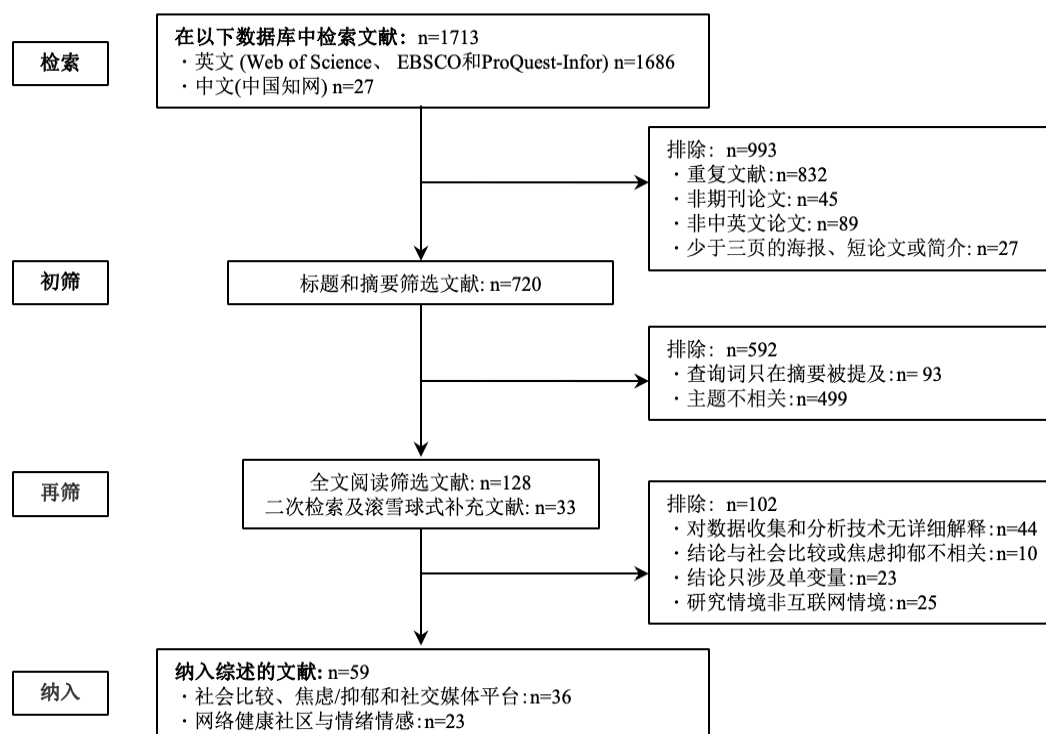 检索
在以下数据库中检索文献：n=1713
·英文 (Web of Science、 EBSCO和ProQuest-Infor) n=1686
·中文(中国知网) n=27
排除：n=993
·重复文献:n=832
·非期刊论文: n=45
·非中英文论文: n=89
·少于三页的海报、短论文或简介: n=27
初筛
标题和摘要筛选文献: n=720
排除：n=592
·查询词只在摘要被提及: n= 93
·主题不相关: n=499
再筛
全文阅读筛选文献: n=128
二次检索及滚雪球式补充文献: n=33
排除：n=102
·对数据收集和分析技术无详细解释: n=44
·结论与社会比较或焦虑抑郁不相关: n=10
·结论只涉及单变量: n=23
·研究情境非互联网情境: n=25
纳入
纳入综述的文献: n=59
·社会比较、焦虑/抑郁和社交媒体平台: n=36
·网络健康社区与情绪情感: n=23